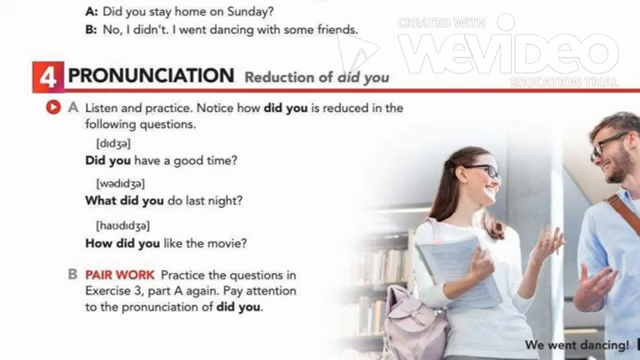 A: Did you stay home on Sunday?
B: No, I didn't. I went dancing with some friends.
CREATED WITH
WeVideo
EDUCATION TRIAL
4 PRONUNCIATION Reduction of did you
A Listen and practice. Notice how did you is reduced in the
following questions.
[dɪdʒə]
Did you have a good time?
[wədɪdʒə]
What did you do last night?
[haʊdɪdʒə]
How did you like the movie?
B PAIR WORK Practice the questions in
Exercise 3, part A again. Pay attention
to the pronunciation of did you.
We went dancing!